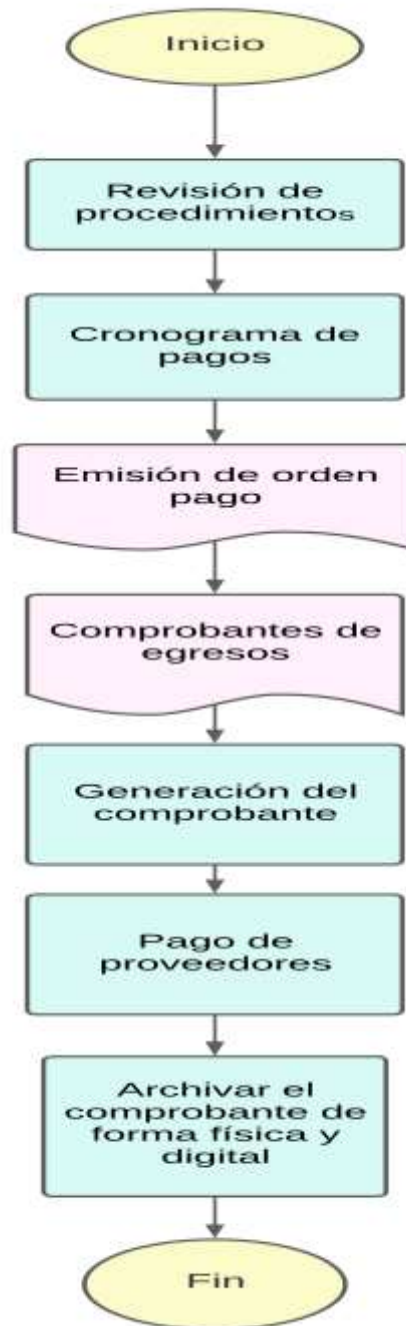 Inicio
Revisión de
procedimientos
Cronograma de
pagos
Emisión de orden
pago
Comprobantes de
egresos
Generación del
comprobante
Pago de
proveedores
Archivar el
comprobante de
forma física y
digital
Fin